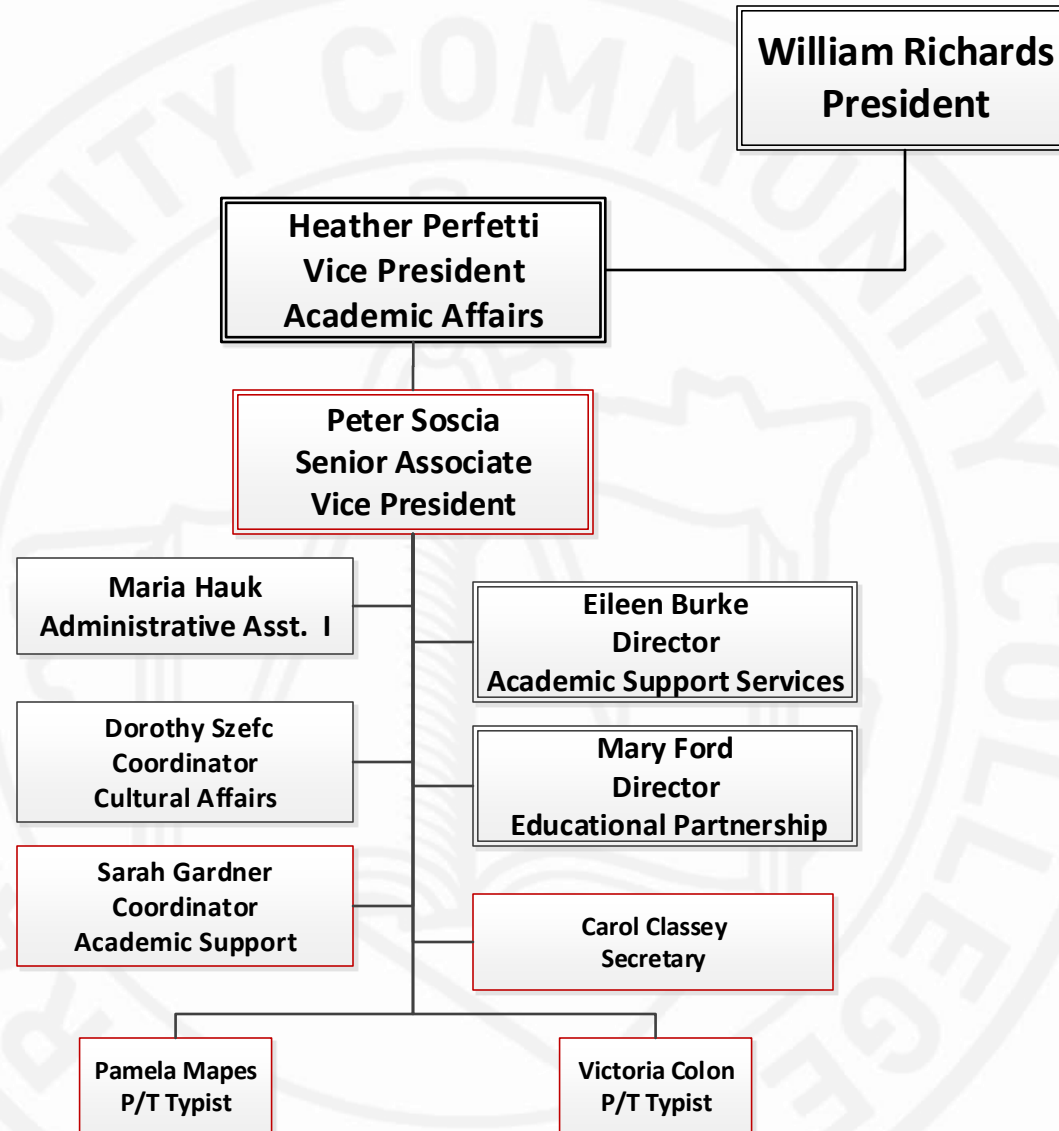 William Richards
President
Heather Perfetti
Vice President
Academic Affairs
Peter Soscia
Senior Associate
Vice President
Maria Hauk
Administrative Asst. I
Eileen Burke
Director
Academic Support Services
Dorothy Szefc
Coordinator
Cultural Affairs
Mary Ford
Director
Educational Partnership
Sarah Gardner
Coordinator
Academic Support
Carol Classey
Secretary
Pamela Mapes
P/T Typist
Victoria Colon
P/T Typist
COMMUNITY COLLEGE